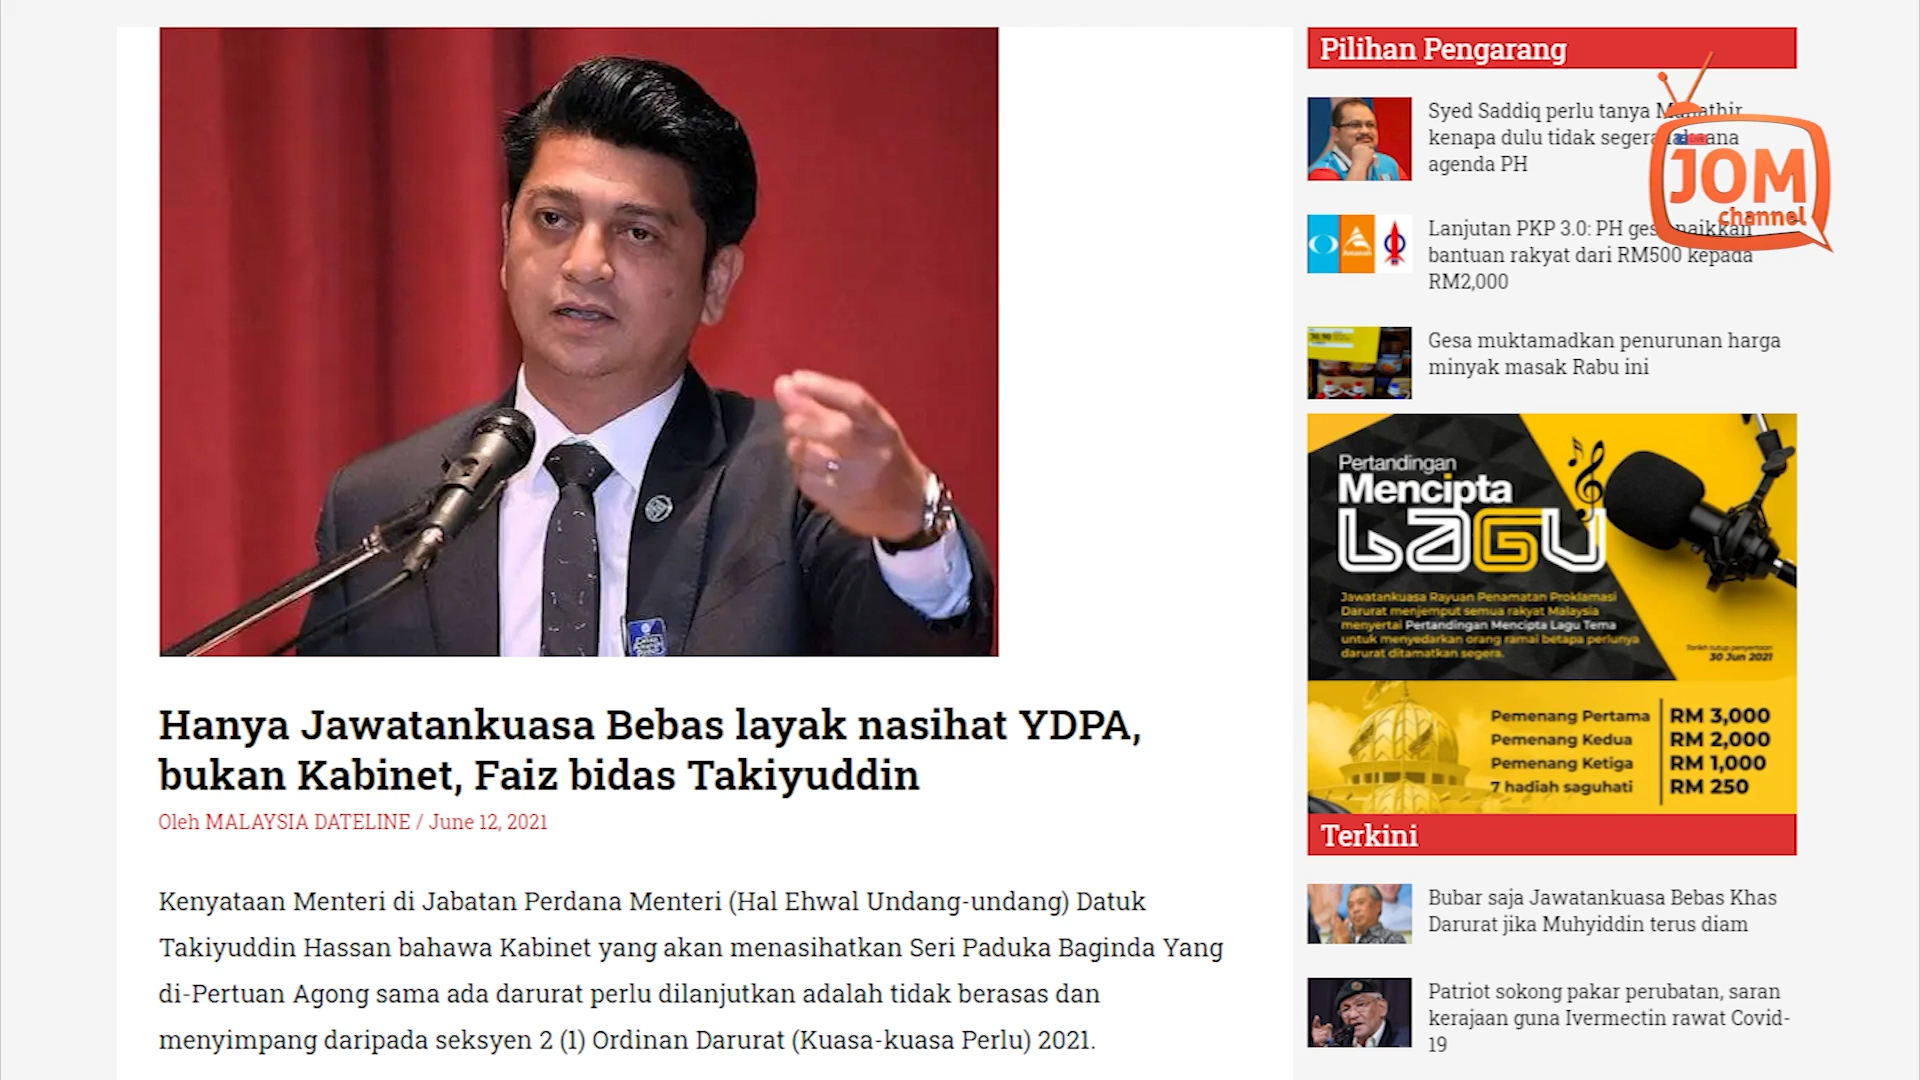 Hanya Jawatankuasa Bebas layak nasihat YDPA,
bukan Kabinet, Faiz bidas Takiyuddin
Oleh MALAYSIA DATELINE / June 12, 2021
Kenyataan Menteri di Jabatan Perdana Menteri (Hal Ehwal Undang-undang) Datuk
Takiyuddin Hassan bahawa Kabinet yang akan menasihatkan Seri Paduka Baginda Yang
di-Pertuan Agong sama ada darurat perlu dilanjutkan adalah tidak berasas dan
menyimpang daripada seksyen 2 (1) Ordinan Darurat (Kuasa-kuasa Perlu) 2021.
Pilihan Pengarang
Syed Saddiq perlu tanya Mahathir
kenapa dulu tidak segera
agenda PH
JOM
channel
Lanjutan PKP 3.0: PH gesa naikkan
bantuan rakyat dari RM500 kepada
RM2,000
Gesa muktamadkan penurunan harga
minyak masak Rabu ini
Pertandingan
Mencipta
LAGU
Jawatankuasa Rayuan Penamatan Proklamasi
Darurat menjemput semua rakyat Malaysia
menyertai Pertandingan Mencipta Lagu Tema
untuk menyedarkan orang ramai betapa perlunya
darurat ditamatkan segera.
Tarikh tutup penyertaan
30 Jun 2021
Pemenang Pertama RM 3,000
Pemenang Kedua RM 2,000
Pemenang Ketiga RM 1,000
7 hadiah saguhati RM 250
Terkini
Bubar saja Jawatankuasa Bebas Khas
Darurat jika Muhyiddin terus diam
Patriot sokong pakar perubatan, saran
kerajaan guna Ivermectin rawat Covid-
19